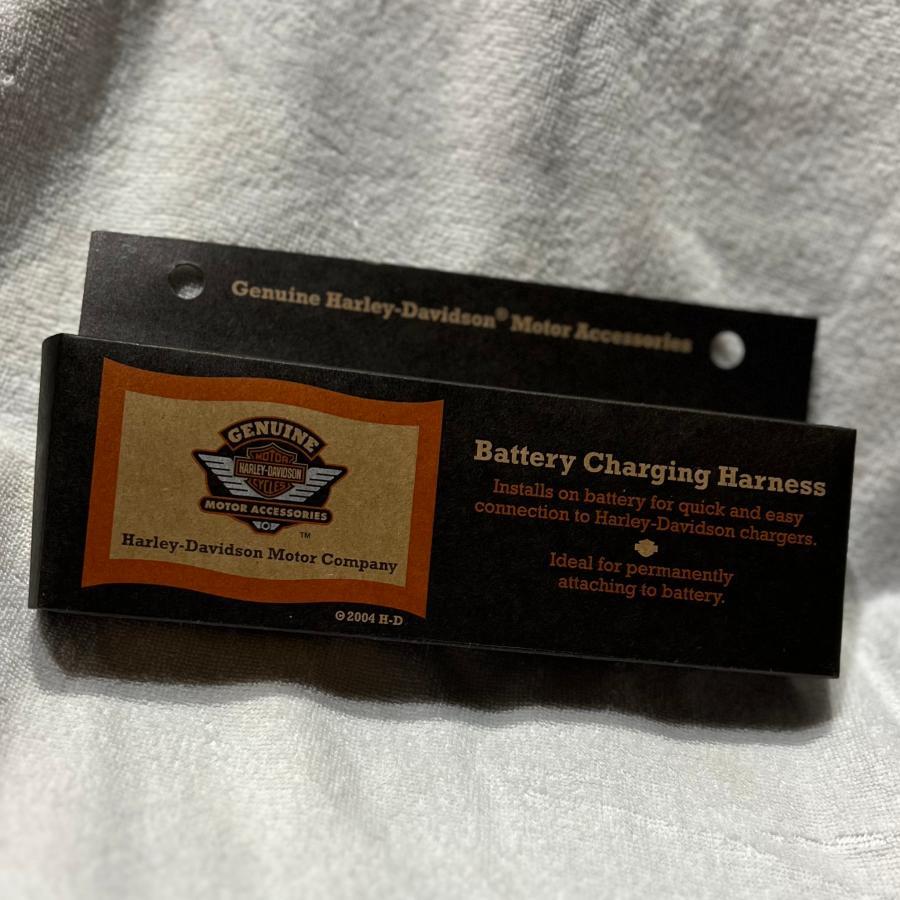 Genuine Harley-Davidson® Motor Accessories
GENUINE
MOTOR
HARLEY-DAVIDSON
CYCLES
MOTOR ACCESSORIES
™
Harley-Davidson Motor Company
©2004 H-D
Battery Charging Harness
Installs on battery for quick and easy
connection to Harley-Davidson chargers.
Ideal for permanently
attaching to battery.